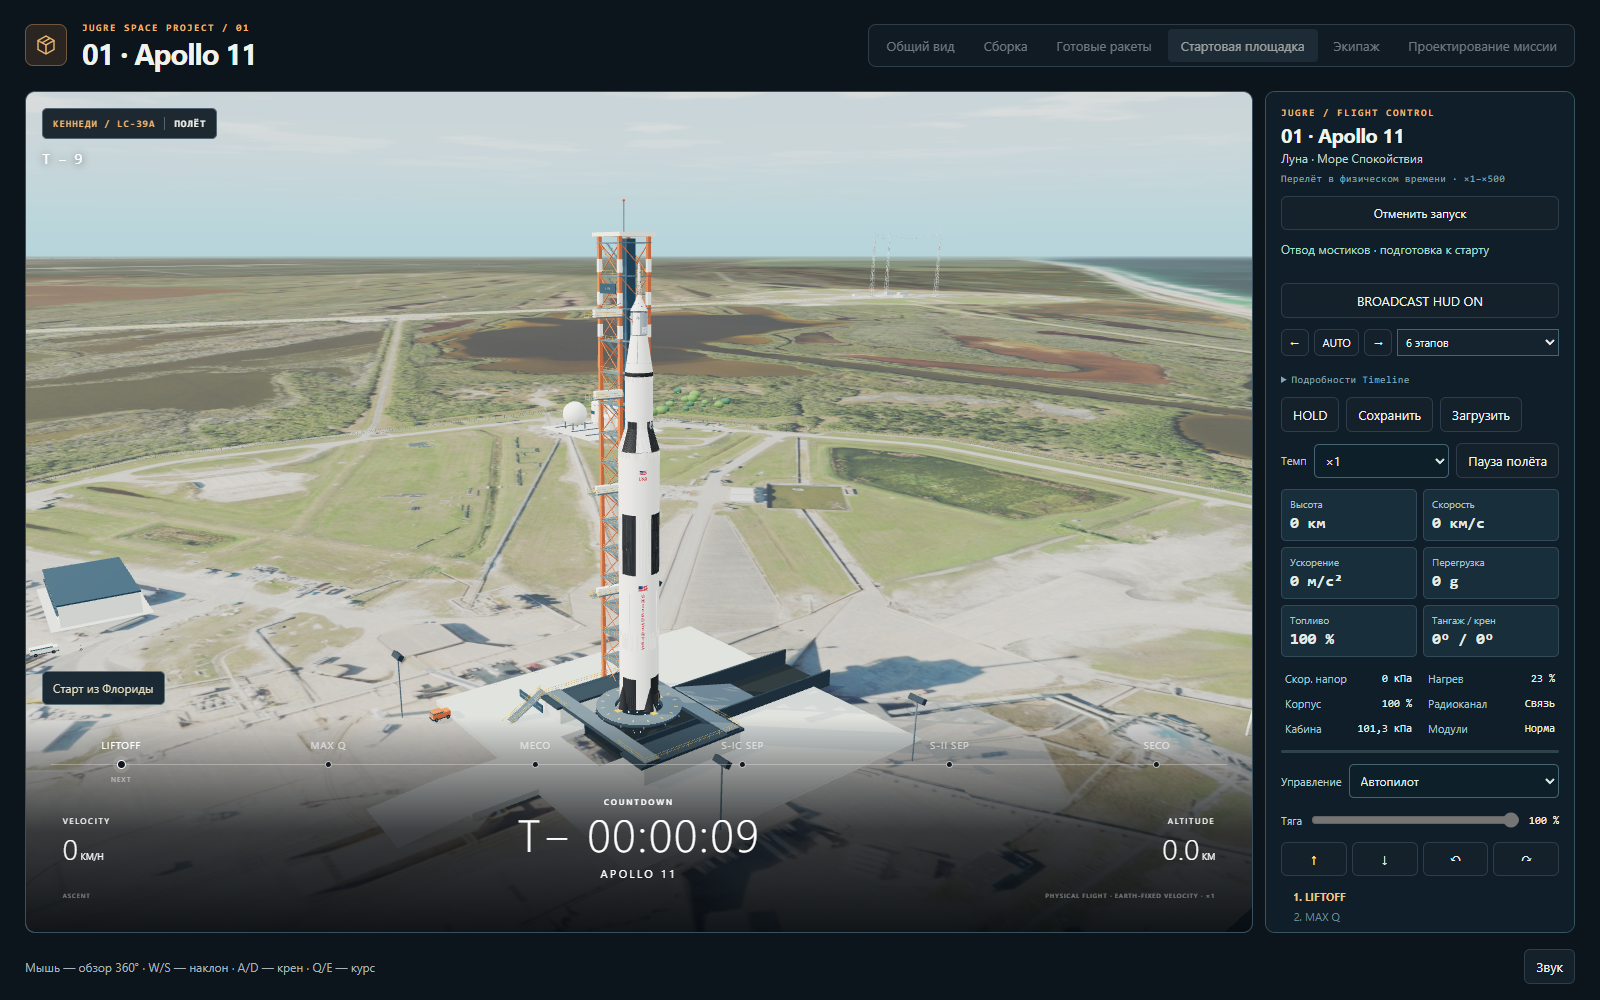 JUGRE SPACE PROJECT / 01
01 · Apollo 11
Общий вид
Сборка
Готовые ракеты
Стартовая площадка
Экипаж
Проектирование миссии
КЕННЕДИ / LC-39A | ПОЛЁТ
T − 9
Старт из Флориды
LIFTOFF
MAX Q
MECO
S-IC SEP
S-II SEP
SECO
NEXT
COUNTDOWN
VELOCITY
T− 00:00:09
ALTITUDE
0 KM/H
0.0 KM
APOLLO 11
ASCENT
PHYSICAL FLIGHT · EARTH-FIXED VELOCITY · ×1
JUGRE / FLIGHT CONTROL
01 · Apollo 11
Луна · Море Спокойствия
Перелёт в физическом времени · ×1–×500
Отменить запуск
Отвод мостиков · подготовка к старту
BROADCAST HUD ON
← AUTO → 6 этапов
▶ Подробности Timeline
HOLD Сохранить Загрузить
Темп ×1 Пауза полёта
Высота
0 км
Скорость
0 км/с
Ускорение
0 м/с²
Перегрузка
0 g
Топливо
100 %
Тангаж / крен
0° / 0°
Скор. напор 0 кПа Нагрев 23 %
Корпус 100 % Радиоканал Связь
Кабина 101,3 кПа Модули Норма
Управление Автопилот
Тяга 100 %
↑ ↓ ↶ ↷
1. LIFTOFF
2. MAX Q
Мышь — обзор 360° · W/S — наклон · A/D — крен · Q/E — курс
Звук